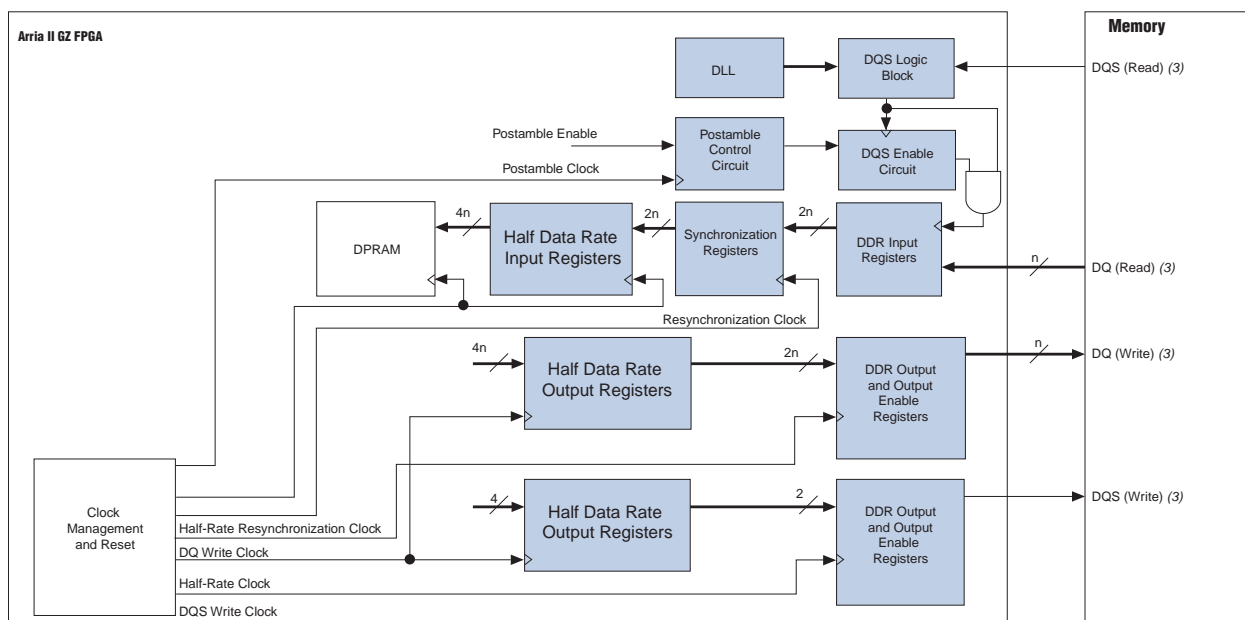 Arria II GZ FPGA
Memory
DLL
DQS Logic
Block
DQS (Read) (3)
Postamble Enable
Postamble
Control
Circuit
DQS Enable
Circuit
Postamble Clock
4n
2n
2n
DPRAM
Half Data Rate
Input Registers
Synchronization
Registers
DDR Input
Registers
n
DQ (Read) (3)
Resynchronization Clock
4n
Half Data Rate
Output Registers
2n
DDR Output
and Output
Enable
Registers
n
DQ (Write) (3)
Clock
Management
and Reset
4
Half Data Rate
Output Registers
2
DDR Output
and Output
Enable
Registers
DQS (Write) (3)
Half-Rate Resynchronization Clock
DQ Write Clock
Half-Rate Clock
DQS Write Clock